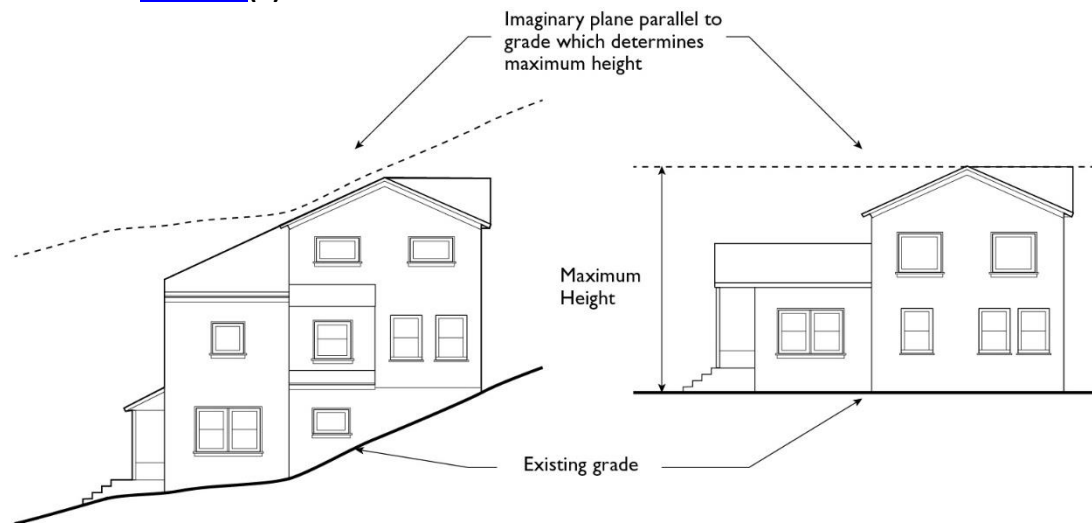 Imaginary plane parallel to
grade which determines
maximum height
Maximum
Height
Existing grade